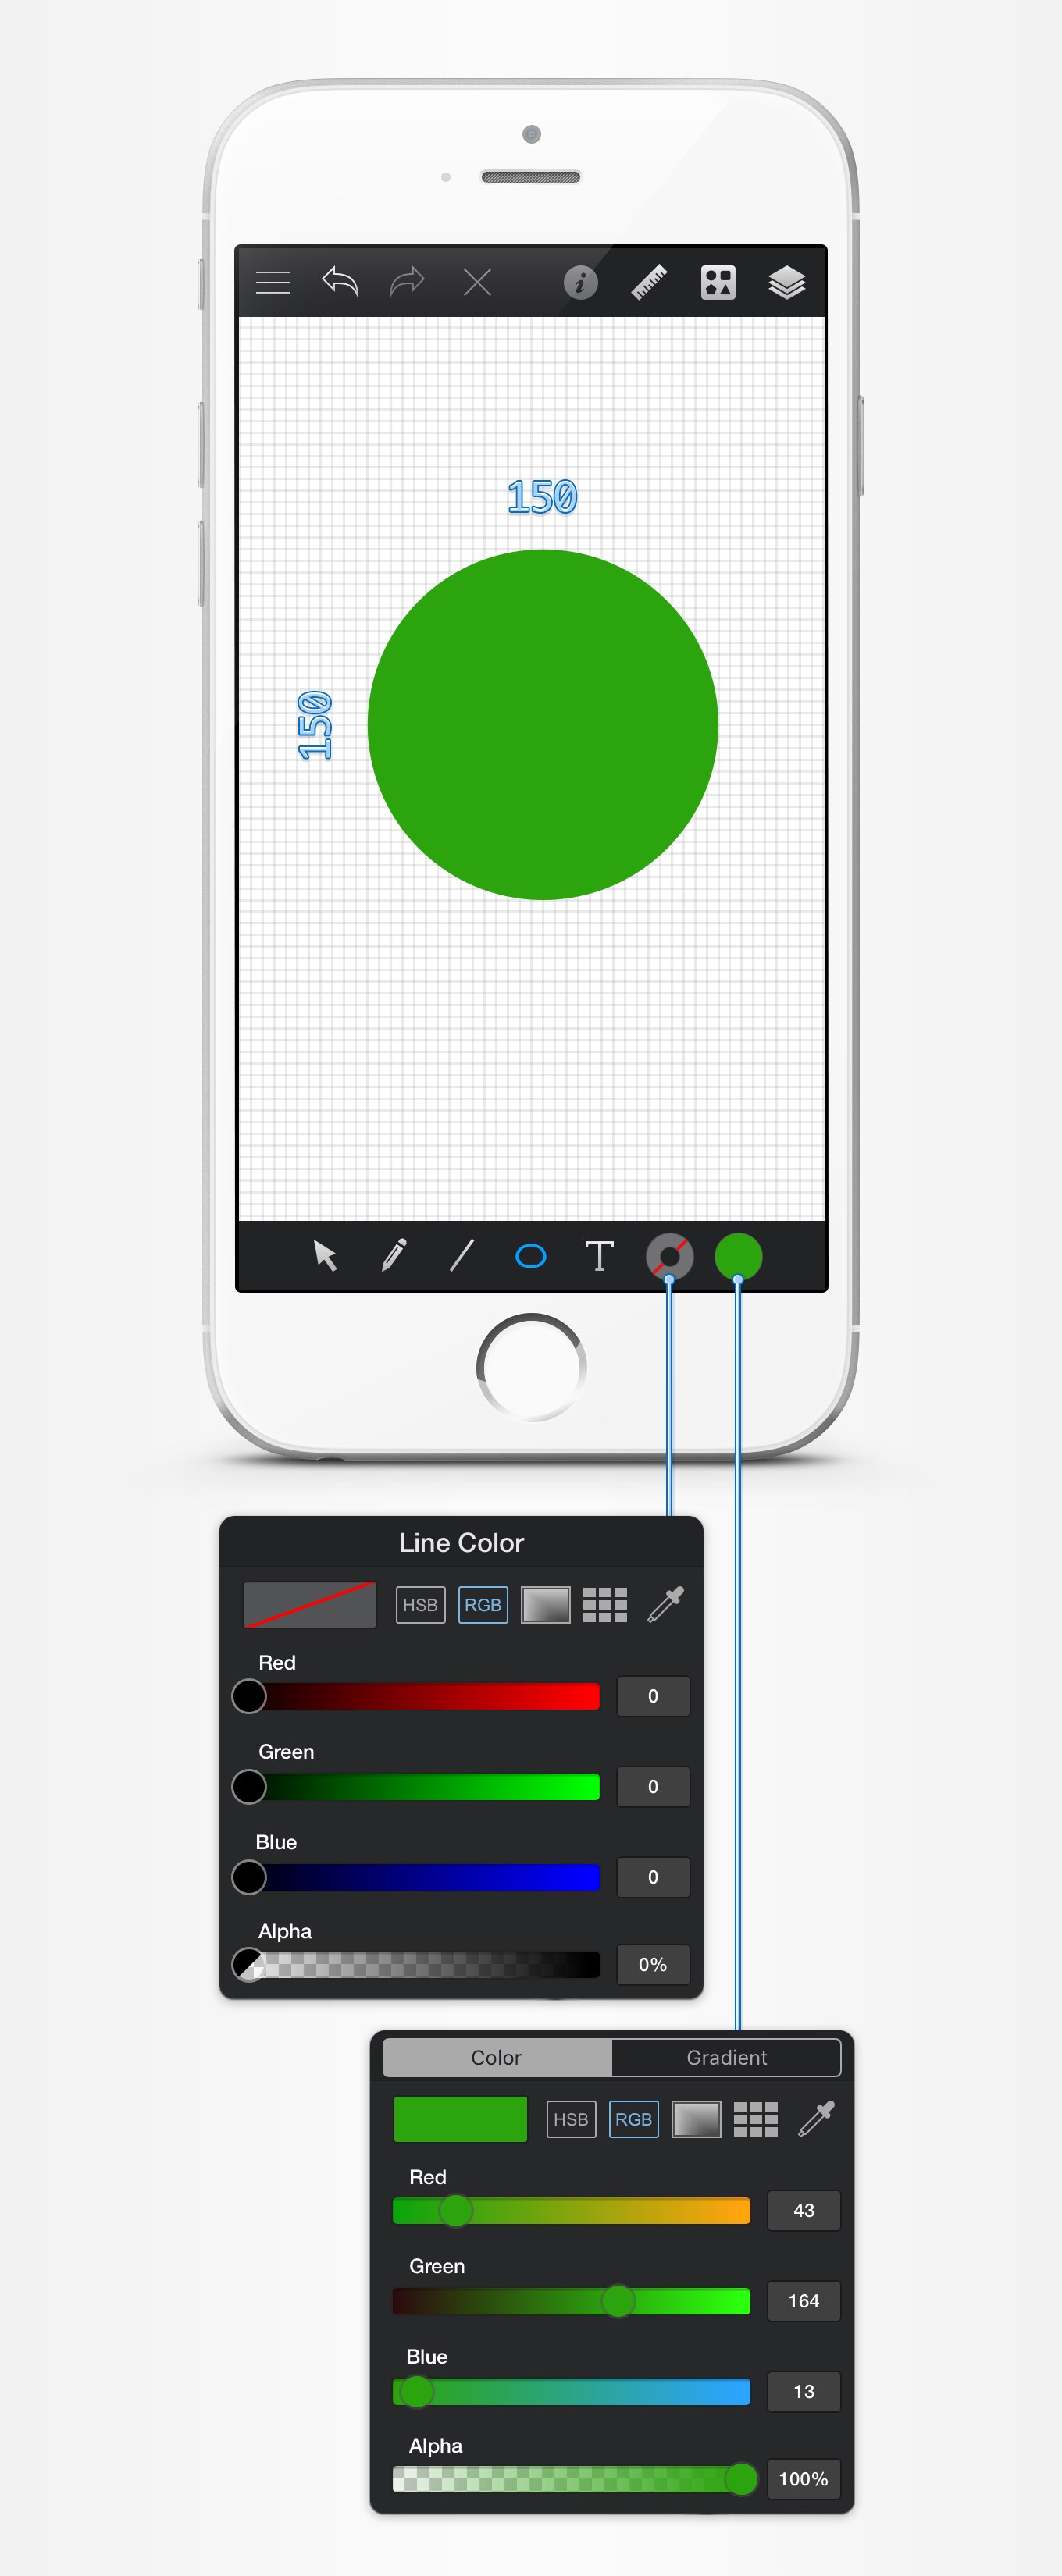 150
150
T
Line Color
HSB RGB
Red
0
Green
0
Blue
0
Alpha
0%
Color Gradient
HSB RGB
Red
43
Green
164
Blue
13
Alpha
100%